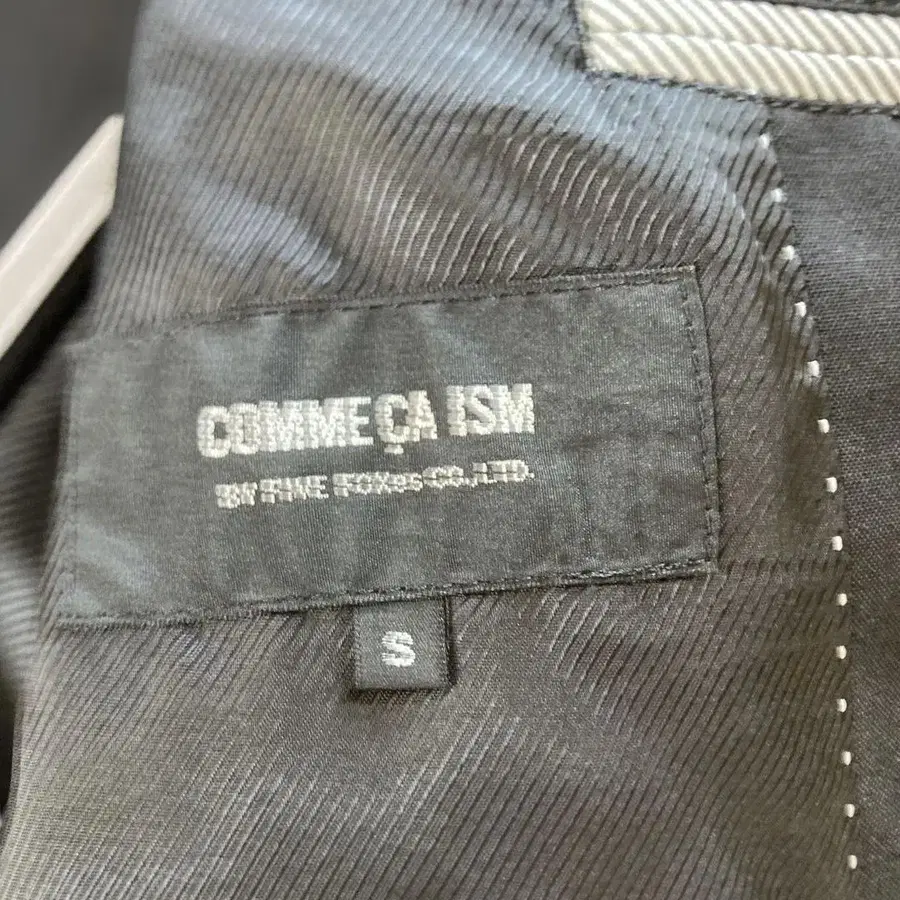 COMME ÇA ISM
BY FIVE FOXes CO.,LTD.
S